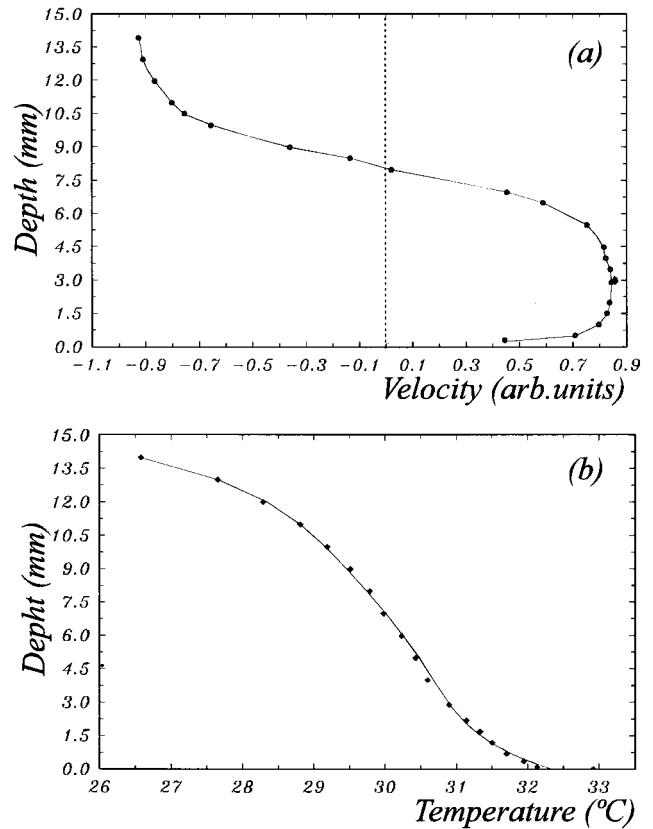 (a)
15.0
13.5
12.0
10.5
9.0
7.5
6.0
4.5
3.0
1.5
0.0
Depth (mm)
-1.1 -0.9 -0.7 -0.5 -0.3 -0.1 0.1 0.3 0.5 0.7 0.9
Velocity (arb.units)
(b)
15.0
13.5
12.0
10.5
9.0
7.5
6.0
4.5
3.0
1.5
0.0
Depht (mm)
26 27 28 29 30 31 32 33
Temperature (ºC)